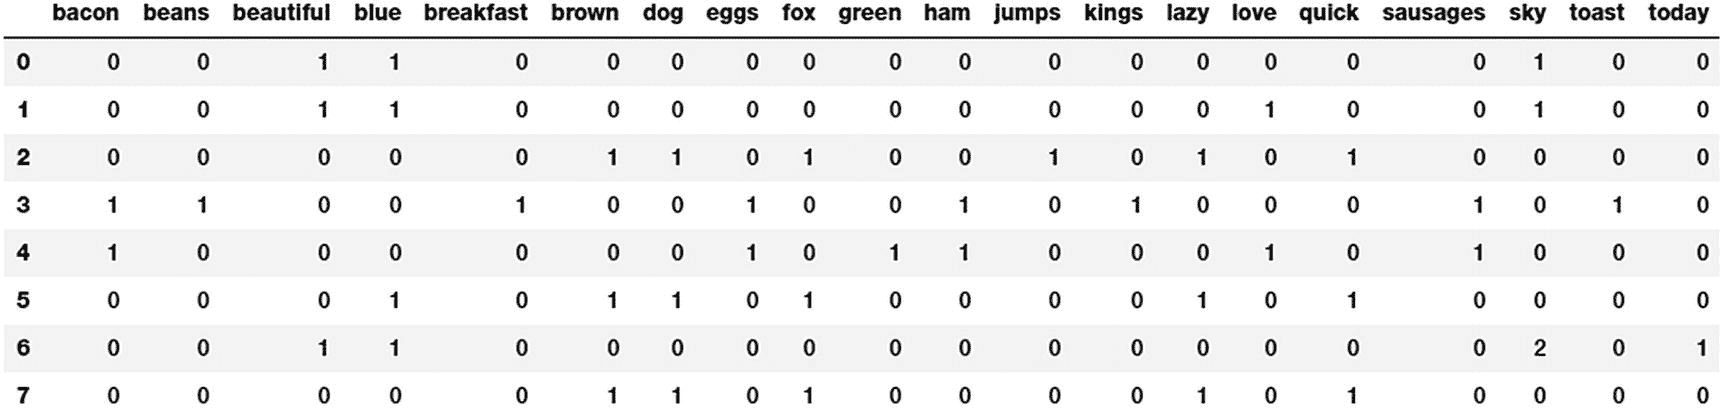 bacon beans beautiful blue breakfast brown dog eggs fox green ham jumps kings lazy love quick sausages sky toast today
0 0 0 1 1 0 0 0 0 0 0 0 0 0 0 0 0 0 1 0 0
1 0 0 1 1 0 0 0 0 0 0 0 0 0 0 1 0 0 1 0 0
2 0 0 0 0 0 1 1 0 1 0 0 1 0 1 0 1 0 0 0 0
3 1 1 0 0 1 0 0 1 0 0 1 0 1 0 0 0 1 0 1 0
4 1 0 0 0 0 0 0 1 0 1 1 0 0 0 1 0 1 0 0 0
5 0 0 0 1 0 1 1 0 1 0 0 0 0 1 0 1 0 0 0 0
6 0 0 1 1 0 0 0 0 0 0 0 0 0 0 0 0 0 2 0 1
7 0 0 0 0 0 1 1 0 1 0 0 0 0 1 0 1 0 0 0 0